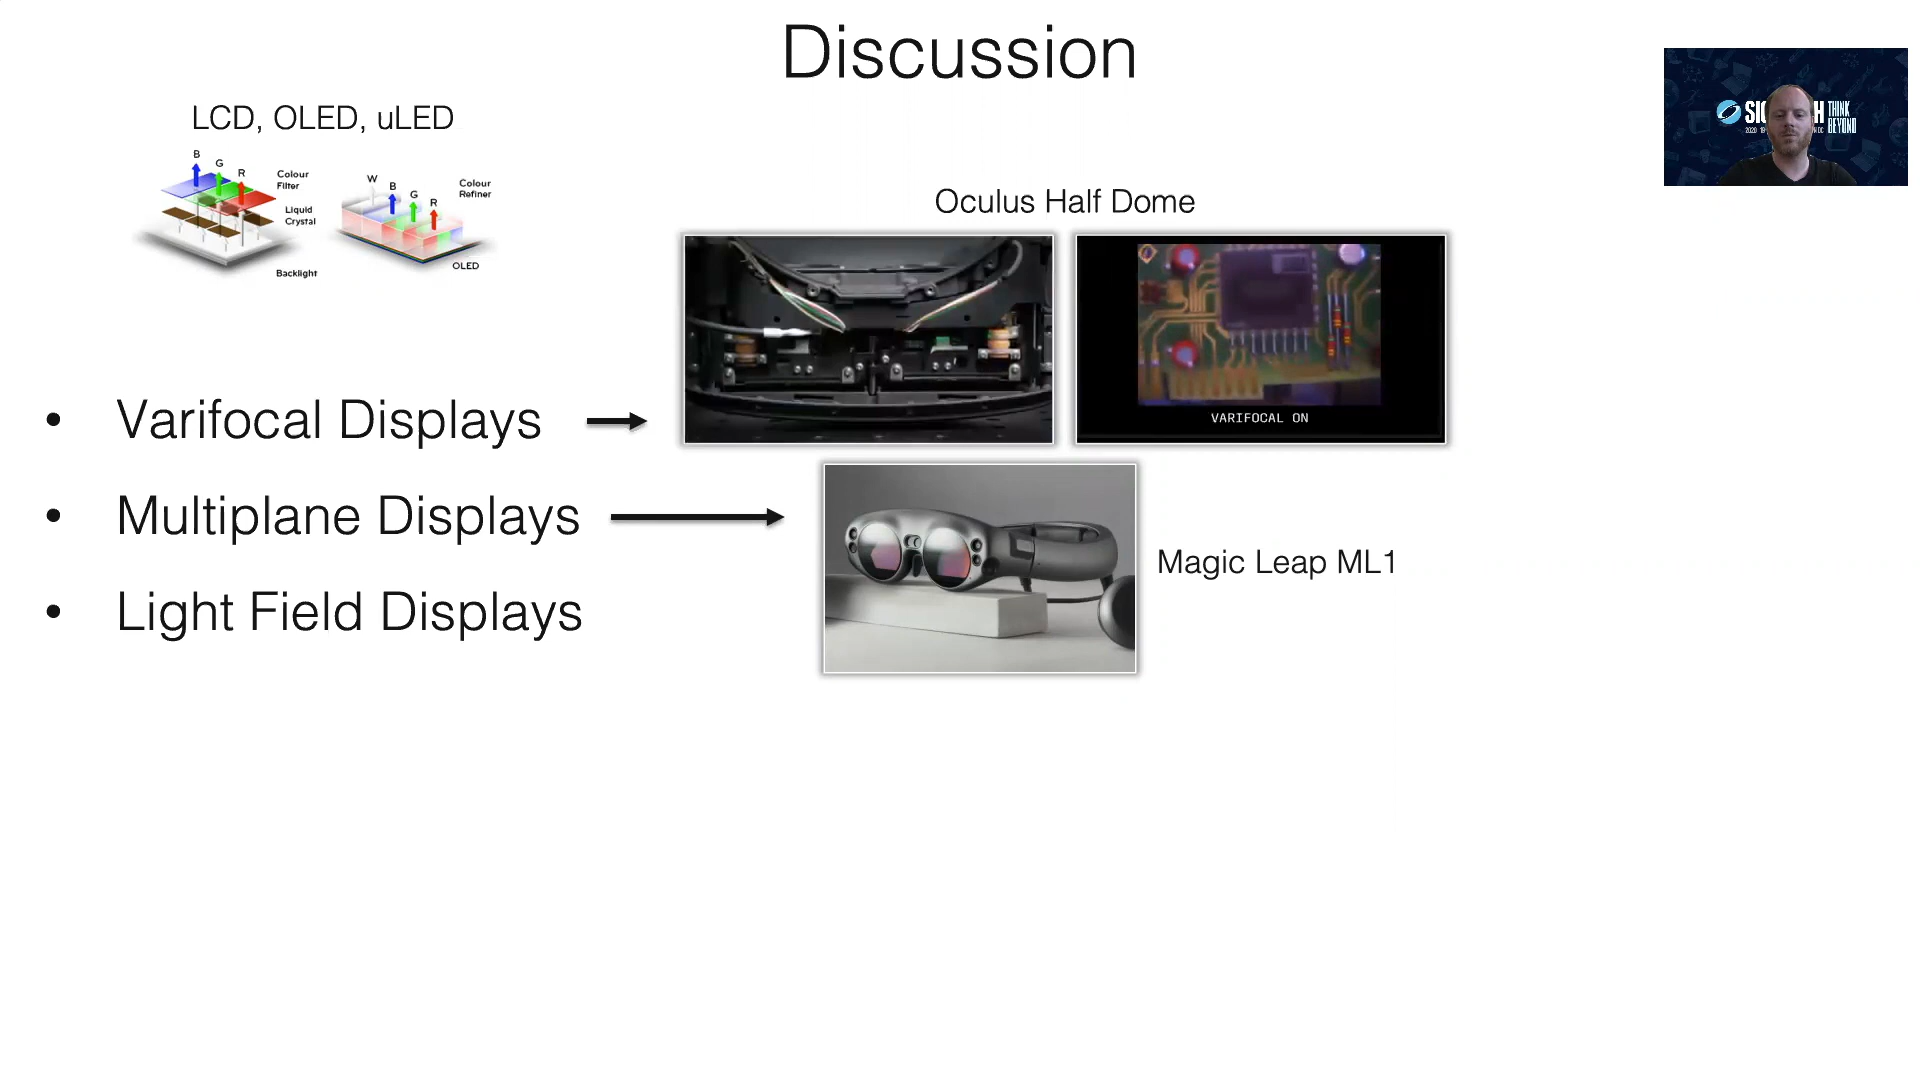 Discussion
LCD, OLED, uLED
B
G
R
Colour
Filter
Liquid
Crystal
Backlight
W
B
G
R
Colour
Refiner
OLED
Oculus Half Dome
VARIFOCAL ON
• Varifocal Displays
• Multiplane Displays
• Light Field Displays
Magic Leap ML1
THINK
BEYOND
2020